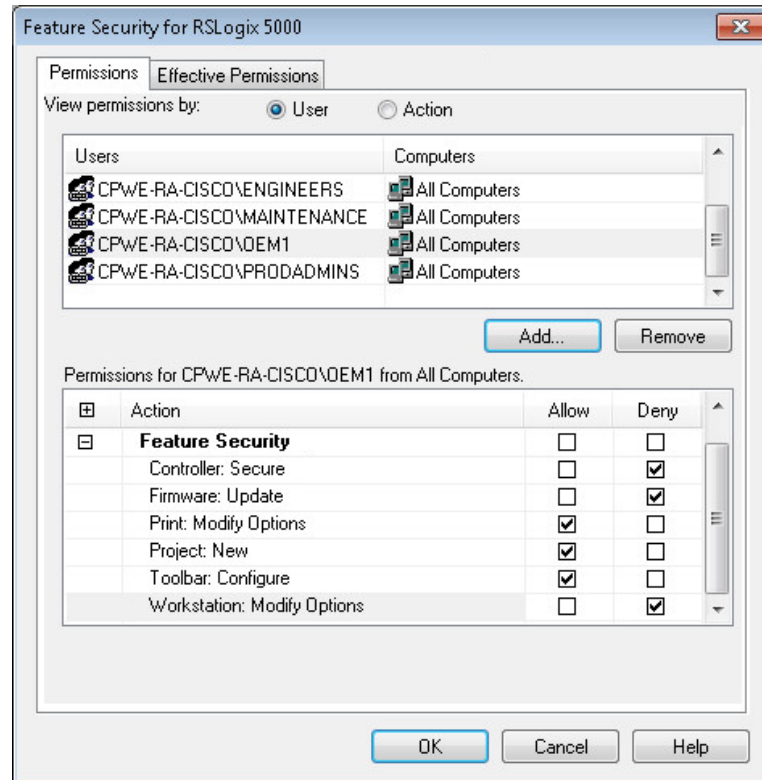 Feature Security for RSLogix 5000
Permissions Effective Permissions
View permissions by: User Action
Users Computers
CPWE-RA-CISCO\ENGINEERS All Computers
CPWE-RA-CISCO\MAINTENANCE All Computers
CPWE-RA-CISCO\OEM1 All Computers
CPWE-RA-CISCO\PRODADMINS All Computers
Add... Remove
Permissions for CPWE-RA-CISCO\OEM1 from All Computers.
Action Allow Deny
Feature Security
Controller: Secure
Firmware: Update
Print: Modify Options
Project: New
Toolbar: Configure
Workstation: Modify Options
OK Cancel Help